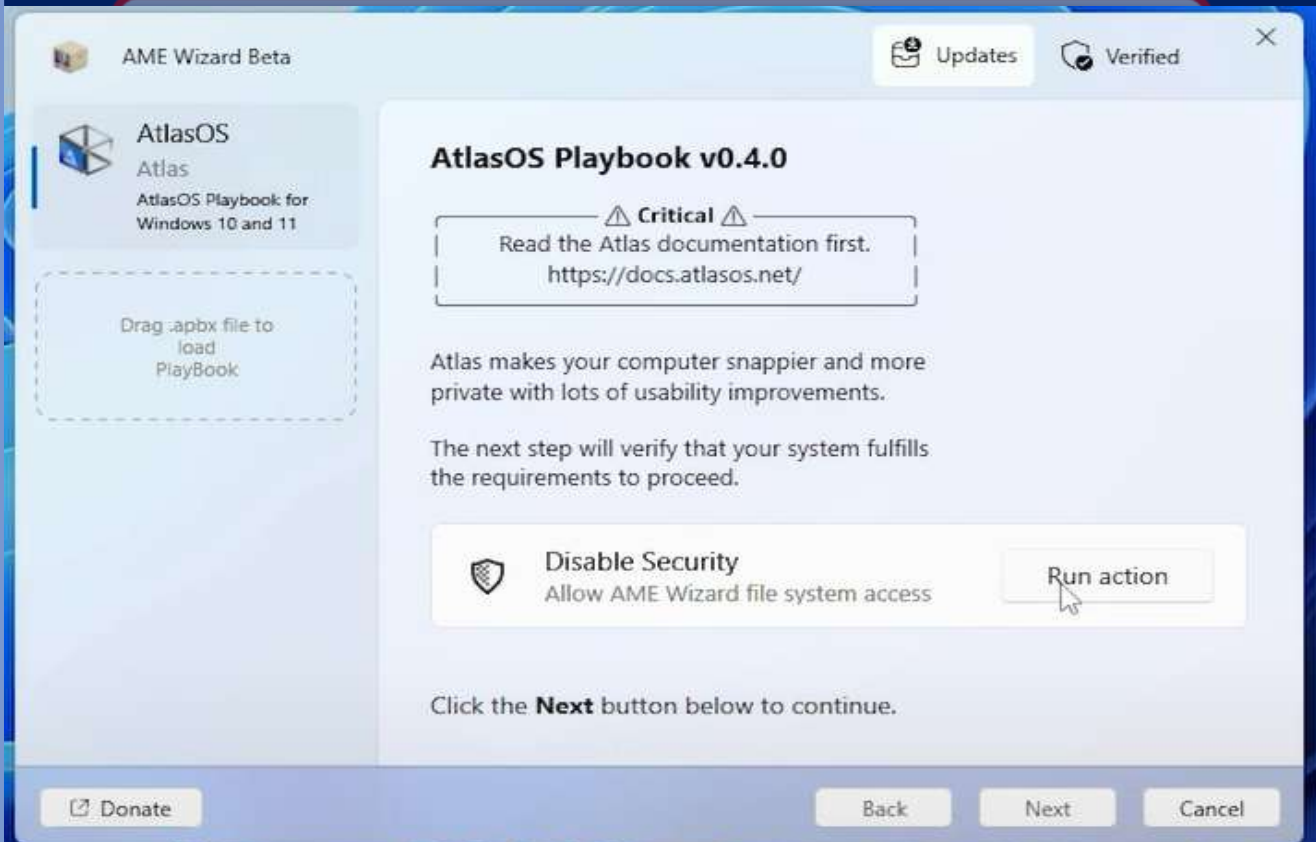 AME Wizard Beta
Updates
Verified
AtlasOS
Atlas
AtlasOS Playbook for
Windows 10 and 11
Drag .apbx file to
load
PlayBook
AtlasOS Playbook v0.4.0
⚠ Critical ⚠
Read the Atlas documentation first.
https://docs.atlasos.net/
Atlas makes your computer snappier and more
private with lots of usability improvements.
The next step will verify that your system fulfills
the requirements to proceed.
Disable Security
Allow AME Wizard file system access
Run action
Click the Next button below to continue.
Donate
Back
Next
Cancel